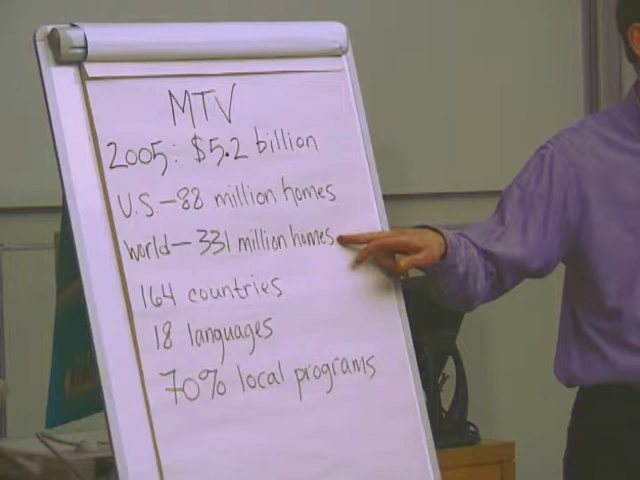 MTV
2005: $5.2 billion
U.S.-88 million homes
World-331 million homes
164 countries
18 languages
70% local programs